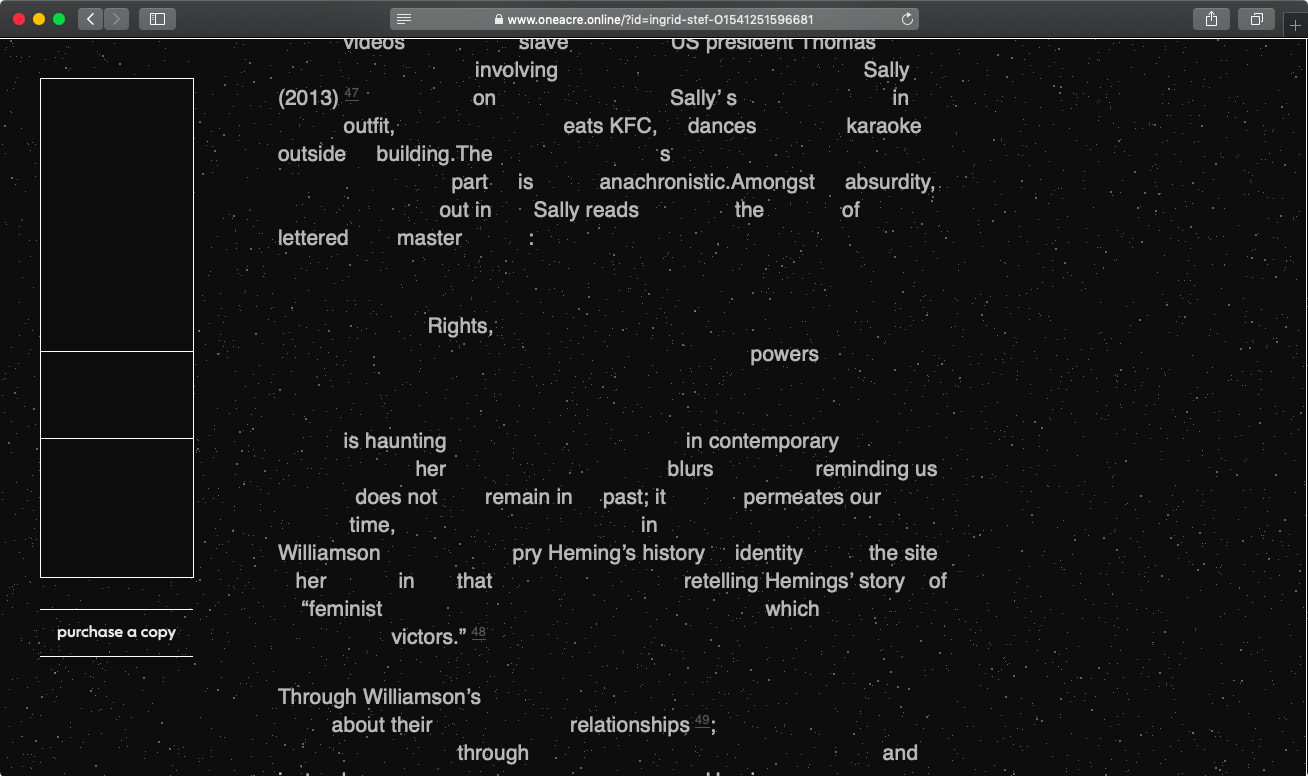 www.oneacre.online/?id=ingrid-stef-O1541251596681
videos slave US president Thomas
involving Sally
(2013) 47 on Sally’ s in
outfit, eats KFC, dances karaoke
outside building.The s
part is anachronistic.Amongst absurdity,
out in Sally reads the of
lettered master :
Rights,
powers
is haunting in contemporary
her blurs reminding us
does not remain in past; it permeates our
time, in
Williamson pry Heming’s history identity the site
her in that retelling Hemings’ story of
“feminist which
victors.” 48
purchase a copy
Through Williamson’s
about their relationships 49;
through and